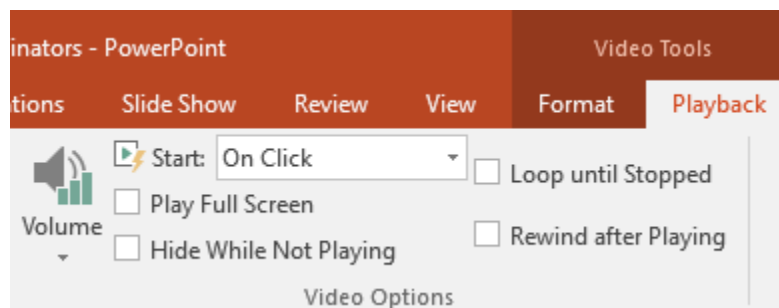 inators - PowerPoint
Video Tools
tions Slide Show Review View Format Playback
Start: On Click
Loop until Stopped
Play Full Screen
Volume
Rewind after Playing
Hide While Not Playing
Video Options